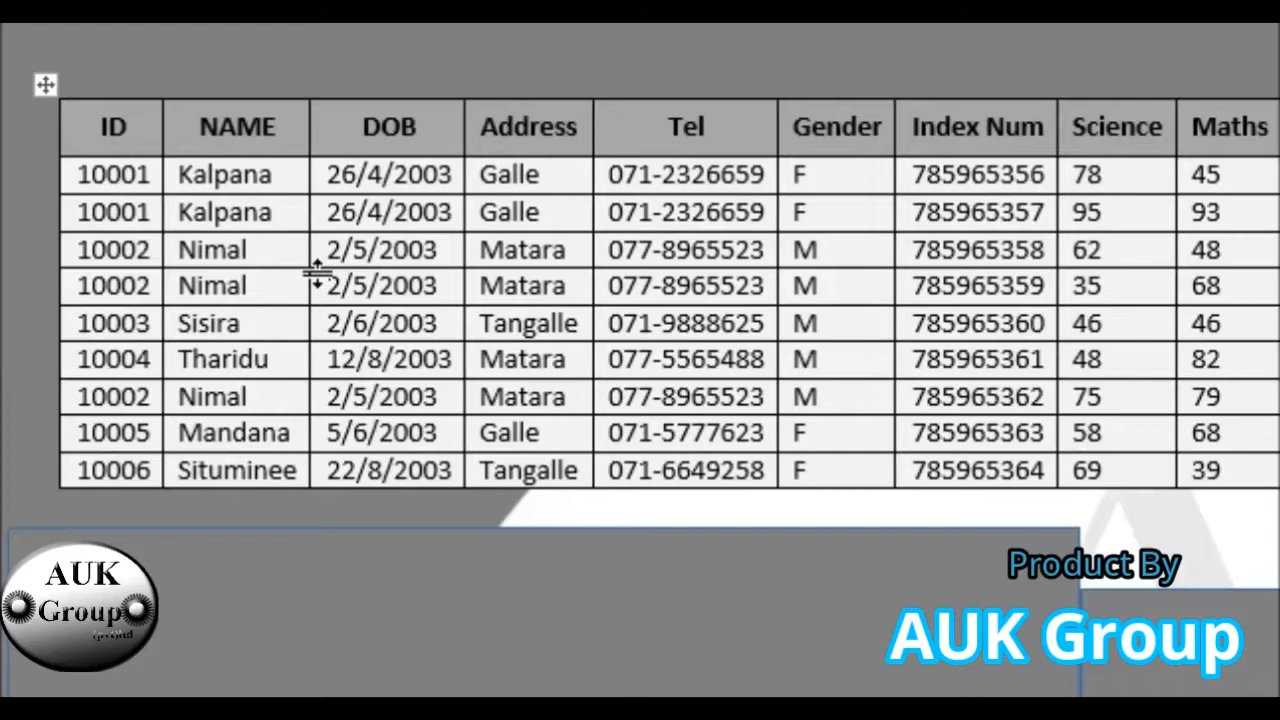 ID NAME DOB Address Tel Gender Index Num Science Maths
10001 Kalpana 26/4/2003 Galle 071-2326659 F 785965356 78 45
10001 Kalpana 26/4/2003 Galle 071-2326659 F 785965357 95 93
10002 Nimal 2/5/2003 Matara 077-8965523 M 785965358 62 48
10002 Nimal 2/5/2003 Matara 077-8965523 M 785965359 35 68
10003 Sisira 2/6/2003 Tangalle 071-9888625 M 785965360 46 46
10004 Tharidu 12/8/2003 Matara 077-5565488 M 785965361 48 82
10002 Nimal 2/5/2003 Matara 077-8965523 M 785965362 75 79
10005 Mandana 5/6/2003 Galle 071-5777623 F 785965363 58 68
10006 Situminee 22/8/2003 Tangalle 071-6649258 F 785965364 69 39
AUK
Group
Product By
AUK Group